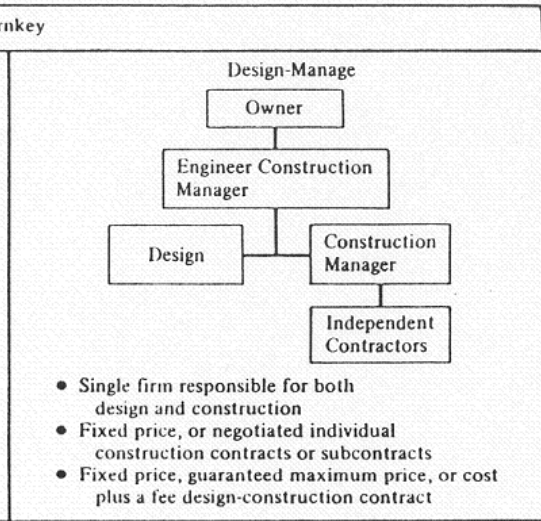 rnkey
Design-Manage
Owner
Engineer Construction
Manager
Design
Construction
Manager
Independent
Contractors
• Single firm responsible for both
design and construction
• Fixed price, or negotiated individual
construction contracts or subcontracts
• Fixed price, guaranteed maximum price, or cost
plus a fee design-construction contract